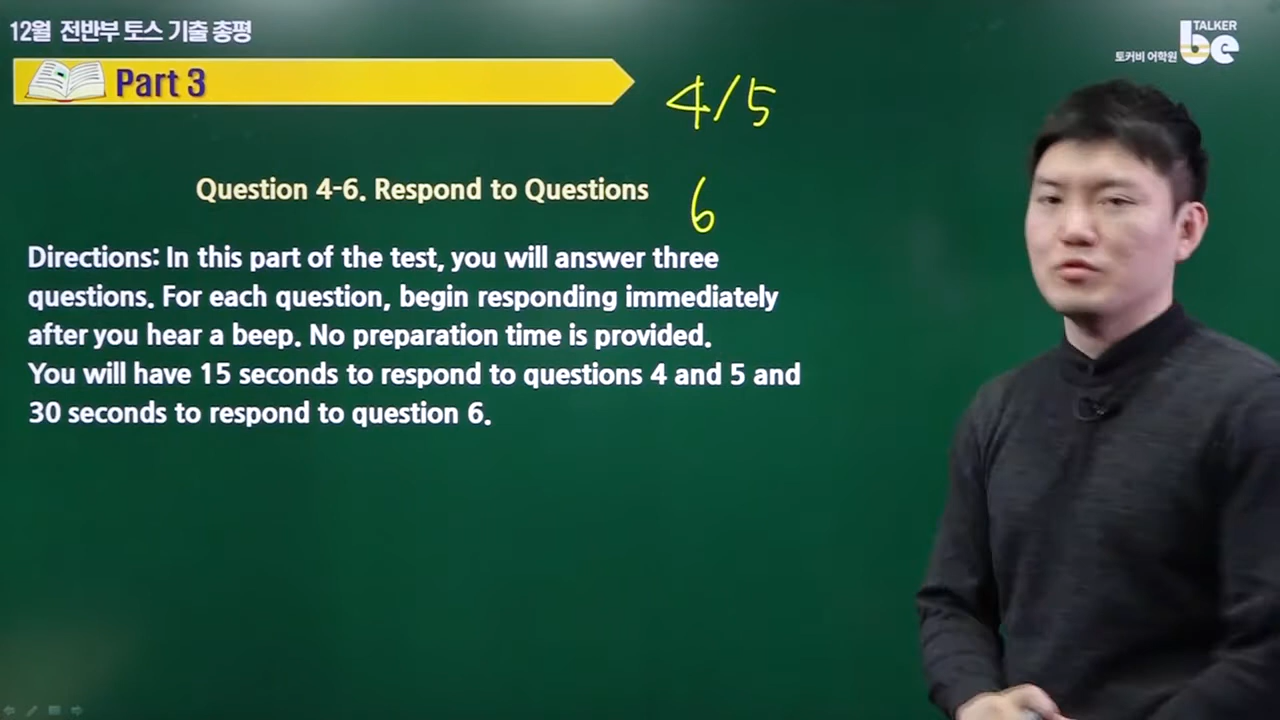 12월 전반부 토스 기출 총평
TALKER
be
토커비 어학원
Part 3
4/5
Question 4-6. Respond to Questions
6
Directions: In this part of the test, you will answer three
questions. For each question, begin responding immediately
after you hear a beep. No preparation time is provided.
You will have 15 seconds to respond to questions 4 and 5 and
30 seconds to respond to question 6.